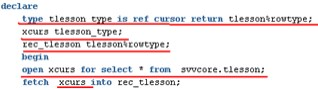 declare
type tlesson_type is ref cursor return tlesson%rowtype;
xcurs tlesson_type;
rec_tlesson tlesson%rowtype;
begin
open xcurs for select * from svvcore.tlesson;
fetch xcurs into rec_tlesson;